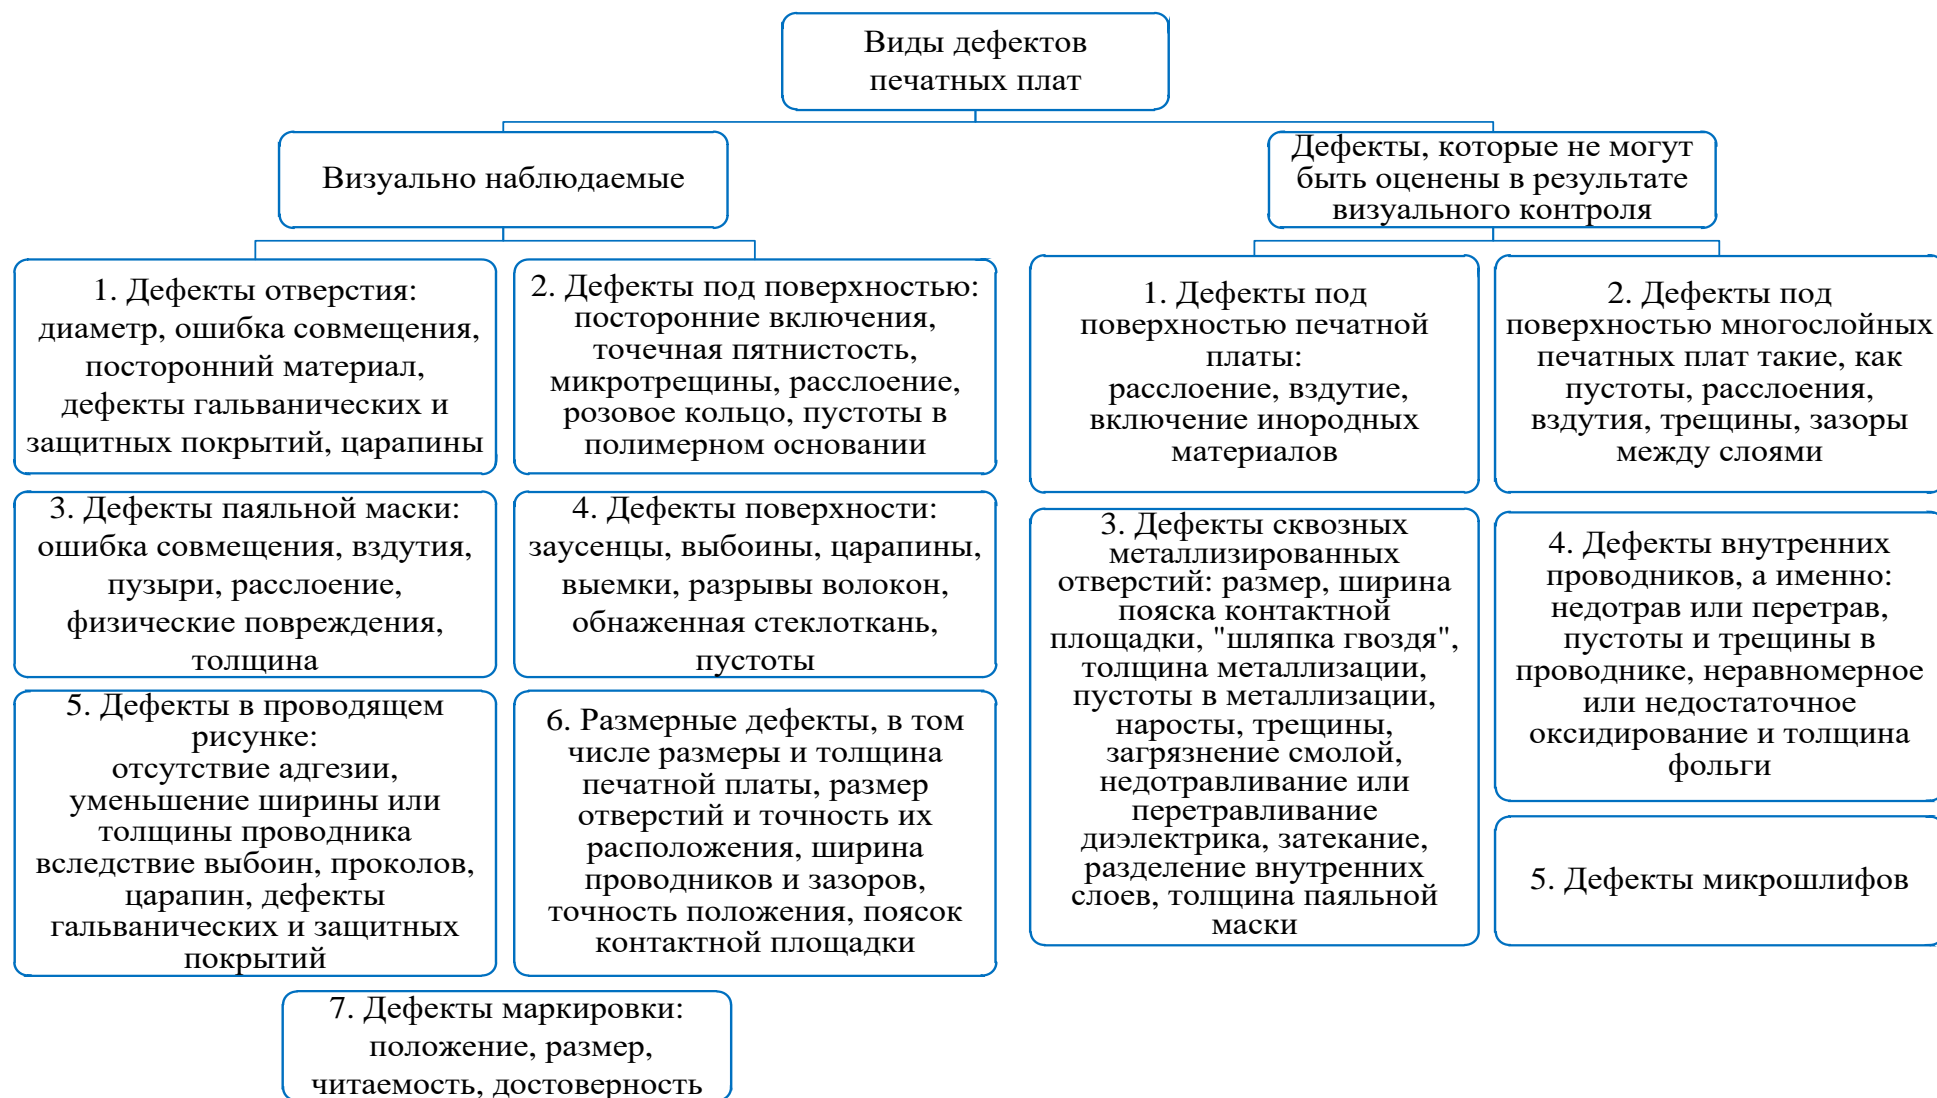 Виды дефектов
печатных плат
Визуально наблюдаемые
Дефекты, которые не могут
быть оценены в результате
визуального контроля
1. Дефекты отверстия:
диаметр, ошибка совмещения,
посторонний материал,
дефекты гальванических и
защитных покрытий, царапины
2. Дефекты под поверхностью:
посторонние включения,
точечная пятнистость,
микротрещины, расслоение,
розовое кольцо, пустоты в
полимерном основании
3. Дефекты паяльной маски:
ошибка совмещения, вздутия,
пузыри, расслоение,
физические повреждения,
толщина
4. Дефекты поверхности:
заусенцы, выбоины, царапины,
выемки, разрывы волокон,
обнаженная стеклоткань,
пустоты
5. Дефекты в проводящем
рисунке:
отсутствие адгезии,
уменьшение ширины или
толщины проводника
вследствие выбоин, проколов,
царапин, дефекты
гальванических и защитных
покрытий
6. Размерные дефекты, в том
числе размеры и толщина
печатной платы, размер
отверстий и точность их
расположения, ширина
проводников и зазоров,
точность положения, поясок
контактной площадки
7. Дефекты маркировки:
положение, размер,
читаемость, достоверность
1. Дефекты под
поверхностью печатной
платы:
расслоение, вздутие,
включение инородных
материалов
2. Дефекты под
поверхностью многослойных
печатных плат такие, как
пустоты, расслоения,
вздутия, трещины, зазоры
между слоями
3. Дефекты сквозных
металлизированных
отверстий: размер, ширина
пояска контактной
площадки, "шляпка гвоздя",
толщина металлизации,
пустоты в металлизации,
наросты, трещины,
загрязнение смолой,
недотравливание или
перетравливание
диэлектрика, затекание,
разделение внутренних
слоев, толщина паяльной
маски
4. Дефекты внутренних
проводников, а именно:
недотрав или перетрав,
пустоты и трещины в
проводнике, неравномерное
или недостаточное
оксидирование и толщина
фольги
5. Дефекты микрошлифов